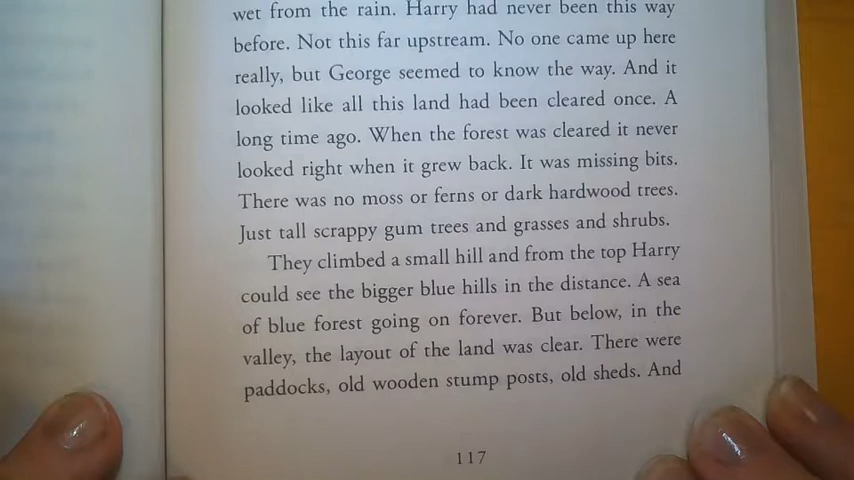 wet from the rain. Harry had never been this way
before. Not this far upstream. No one came up here
really, but George seemed to know the way. And it
looked like all this land had been cleared once. A
long time ago. When the forest was cleared it never
looked right when it grew back. It was missing bits.
There was no moss or ferns or dark hardwood trees.
Just tall scrappy gum trees and grasses and shrubs.
They climbed a small hill and from the top Harry
could see the bigger blue hills in the distance. A sea
of blue forest going on forever. But below, in the
valley, the layout of the land was clear. There were
paddocks, old wooden stump posts, old sheds. And
117